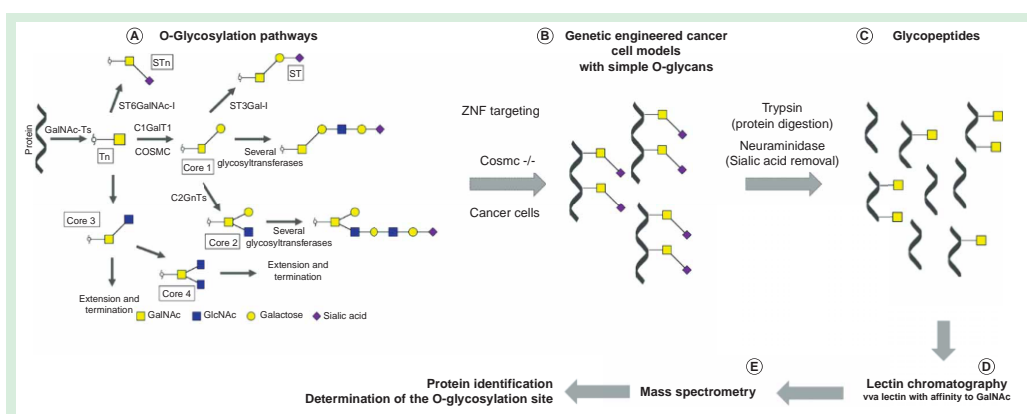 A O-Glycosylation pathways
STn
ST
ST6GalNAc-I
ST3Gal-I
Protein
GalNAc-Ts
C1GalT1
COSMC
Tn
Core 1
Several
glycosyltransferases
C2GnTs
Core 3
Core 2
Several
glycosyltransferases
Core 4
Extension and
termination
Extension and
termination
GalNAc GlcNAc Galactose Sialic acid
B Genetic engineered cancer
cell models
with simple O-glycans
ZNF targeting
Cosmc -/-
Cancer cells
C Glycopeptides
Trypsin
(protein digestion)
Neuraminidase
(Sialic acid removal)
D
Lectin chromatography
vva lectin with affinity to GalNAc
E
Mass spectrometry
Protein identification
Determination of the O-glycosylation site